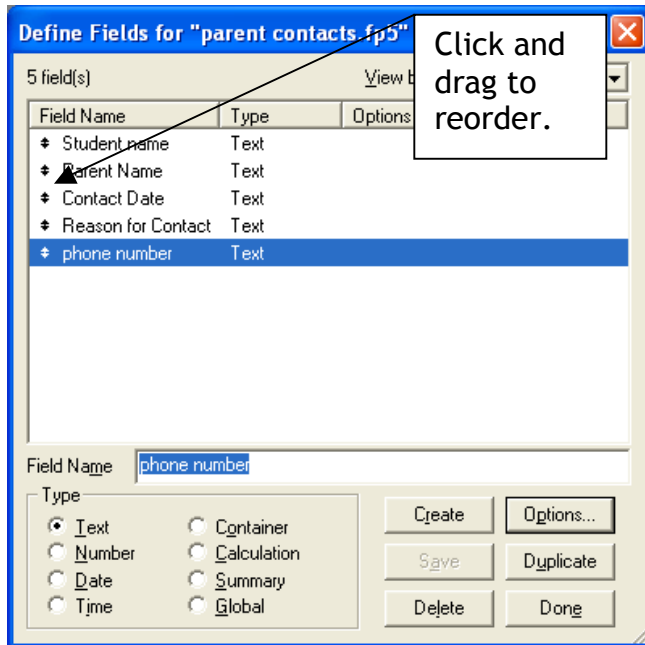 Define Fields for "parent contacts.fp5"
Click and
drag to
reorder.
5 field(s)
View b
Field Name Type Options
Student name Text
Parent Name Text
Contact Date Text
Reason for Contact Text
phone number Text
Field Name phone number
Type
Text Container
Number Calculation
Date Summary
Time Global
Create Options...
Save Duplicate
Delete Done